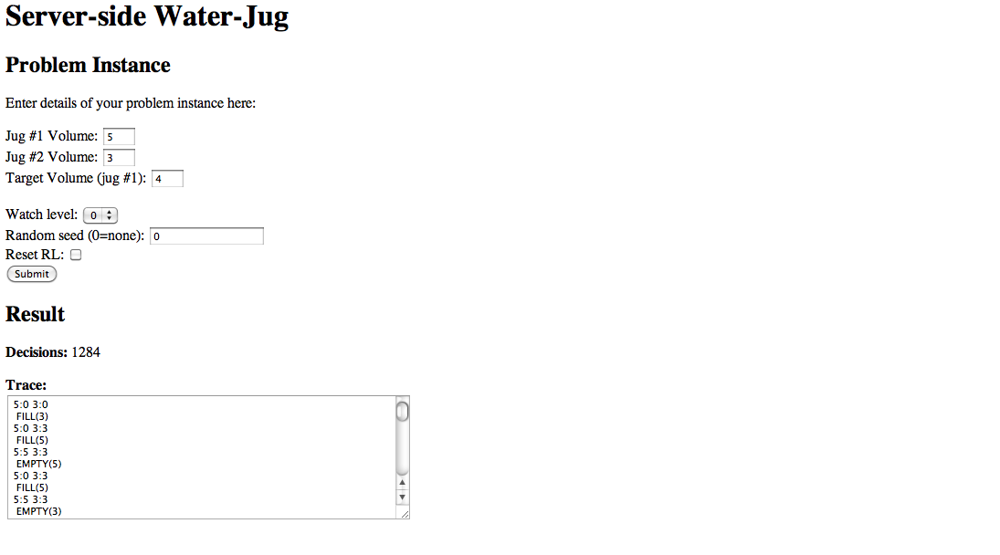 Server-side Water-Jug
Problem Instance
Enter details of your problem instance here:
Jug #1 Volume: 5
Jug #2 Volume: 3
Target Volume (jug #1): 4
Watch level: 0
Random seed (0=none): 0
Reset RL:
Submit
Result
Decisions: 1284
Trace:
5:0 3:0
FILL(3)
5:0 3:3
FILL(5)
5:5 3:3
EMPTY(5)
5:0 3:3
FILL(5)
5:5 3:3
EMPTY(3)